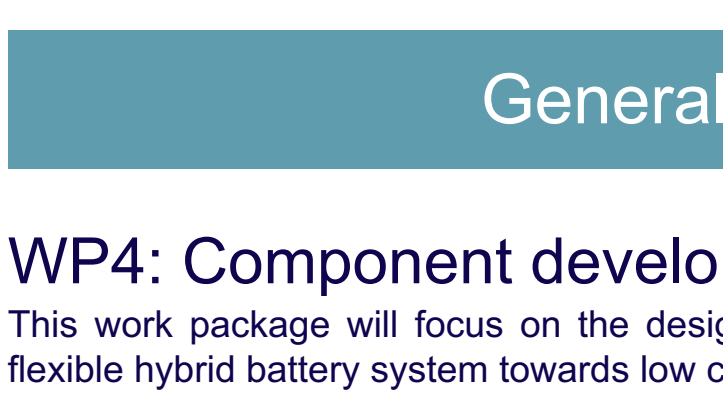 General
WP4: Component develo
This work package will focus on the desig
flexible hybrid battery system towards low c